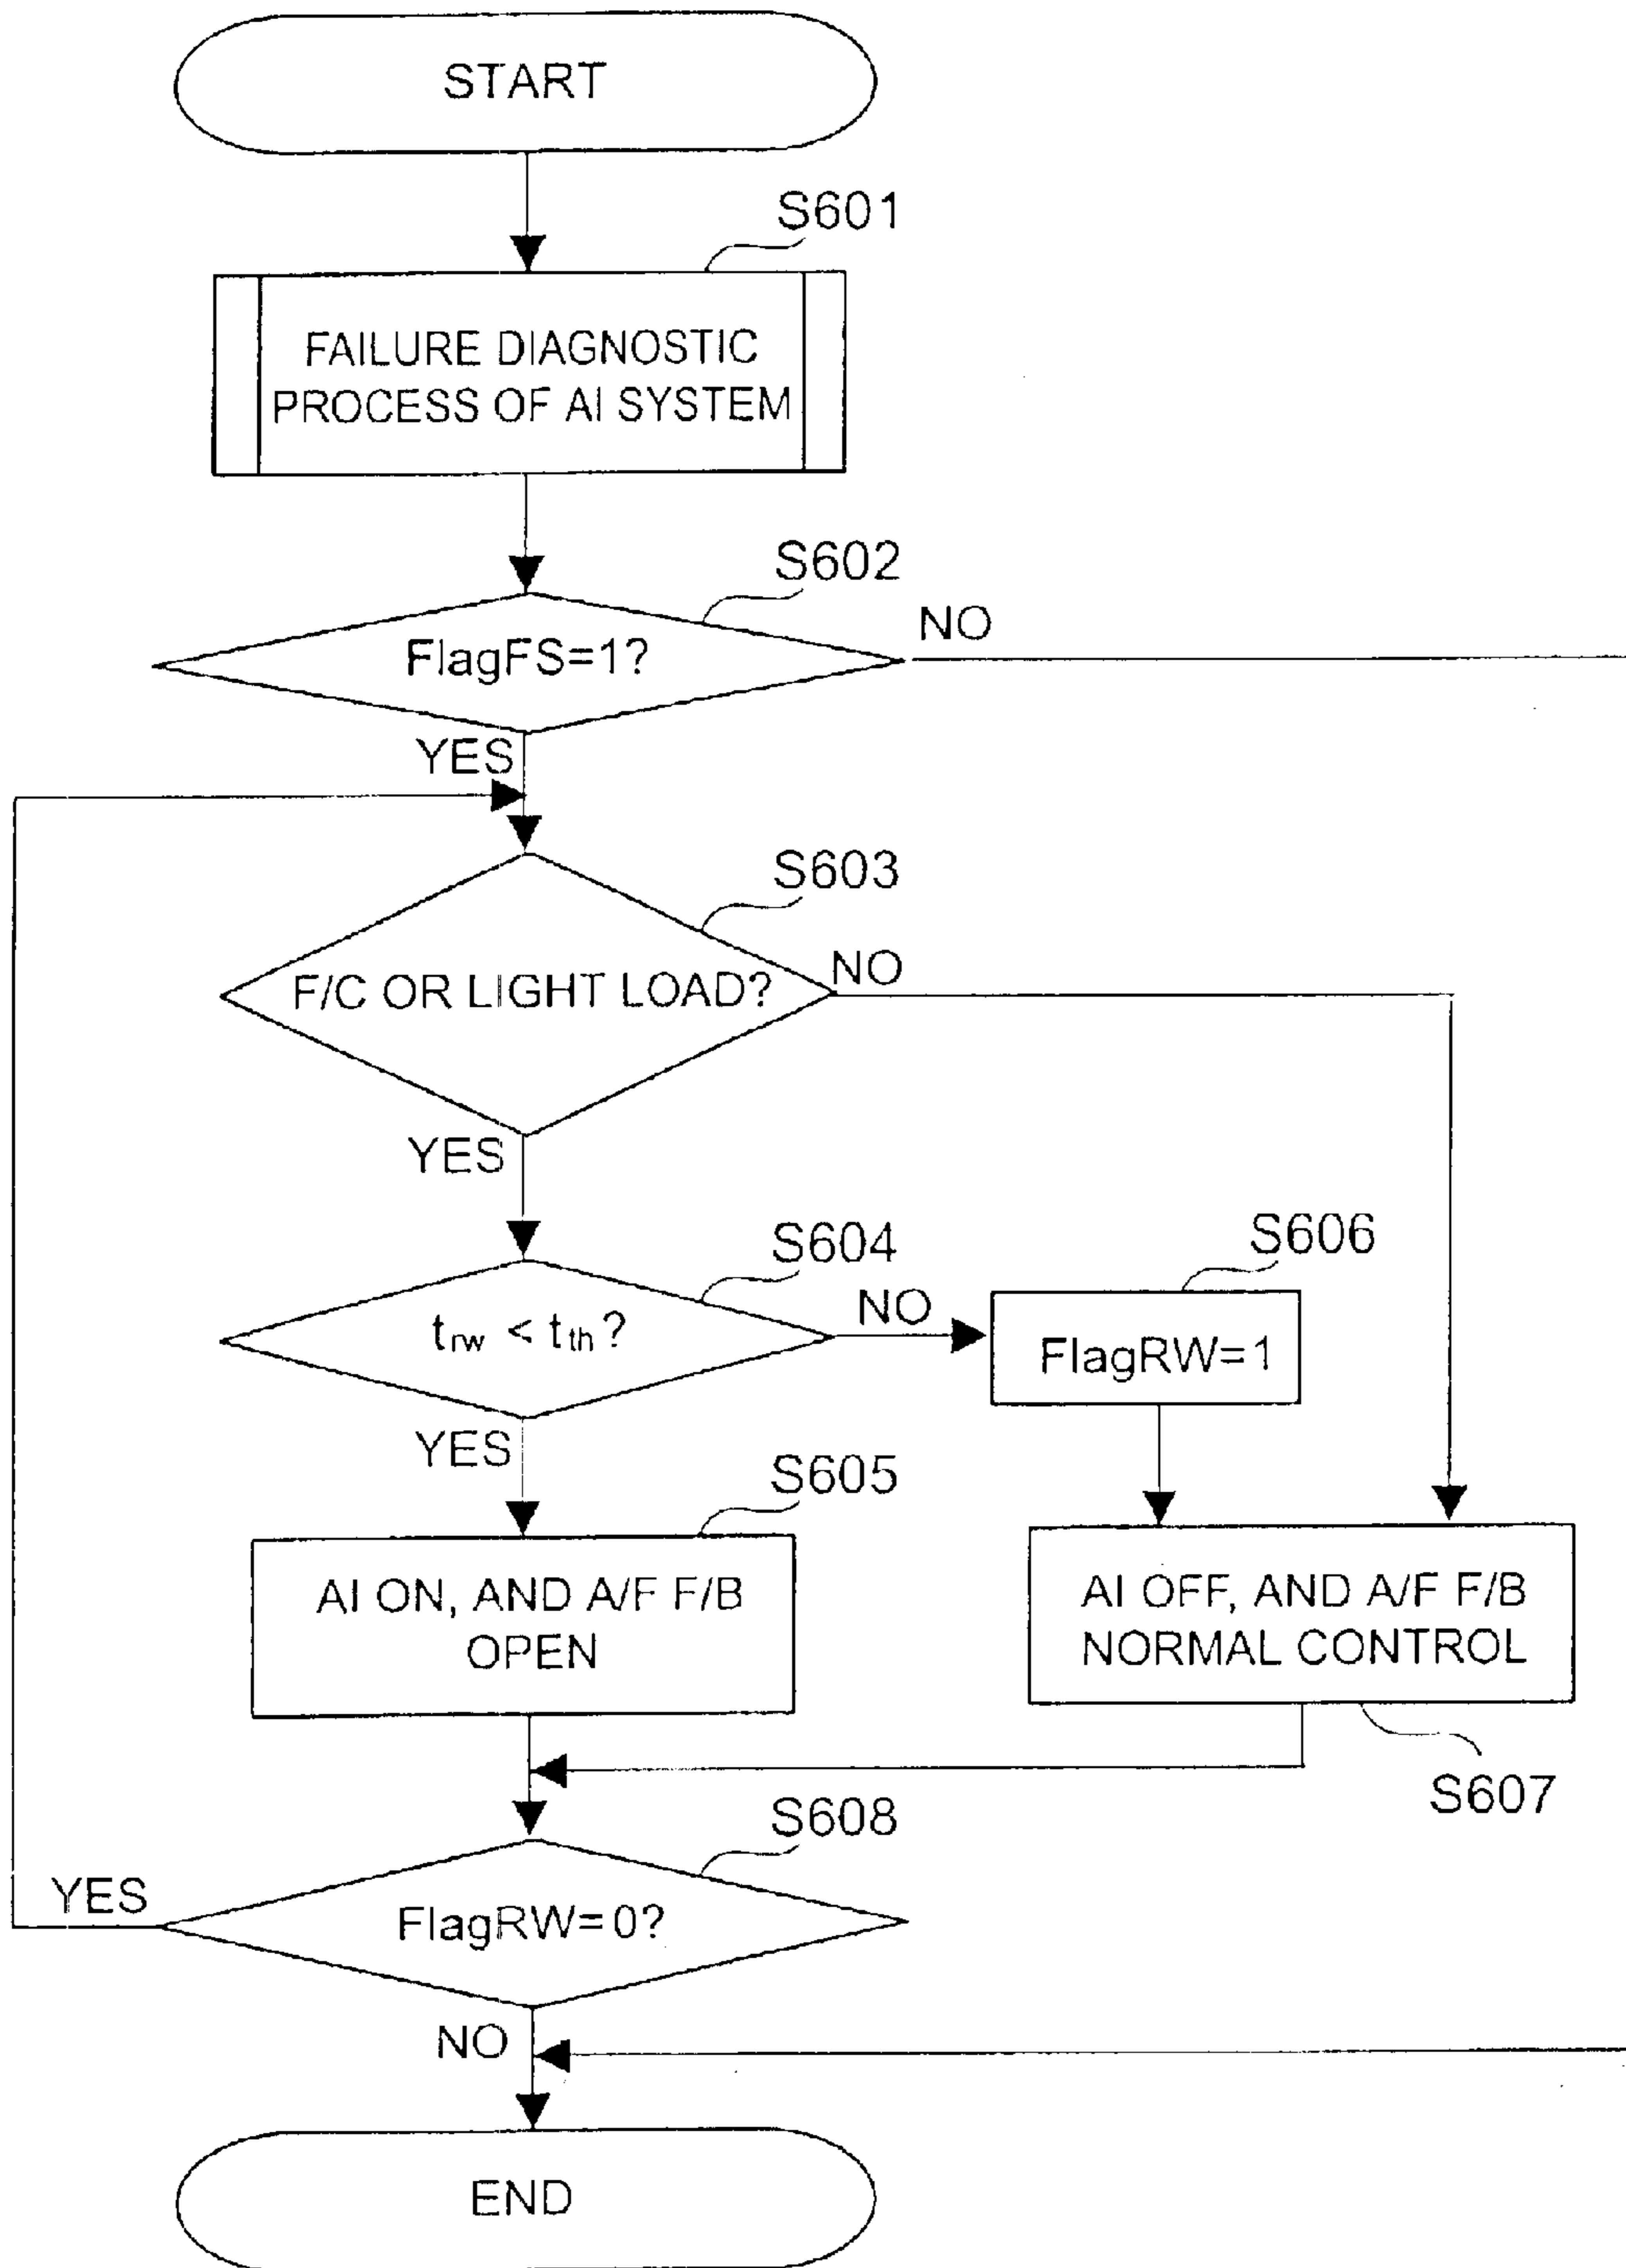 START
S601
FAILURE DIAGNOSTIC
PROCESS OF AI SYSTEM
S602
FlagFS=1?
NO
YES
S603
F/C OR LIGHT LOAD?
NO
YES
S604
t_rw < t_th?
NO
S606
FlagRW=1
YES
S605
AI ON, AND A/F F/B
OPEN
AI OFF, AND A/F F/B
NORMAL CONTROL
S607
S608
FlagRW=0?
YES
NO
END